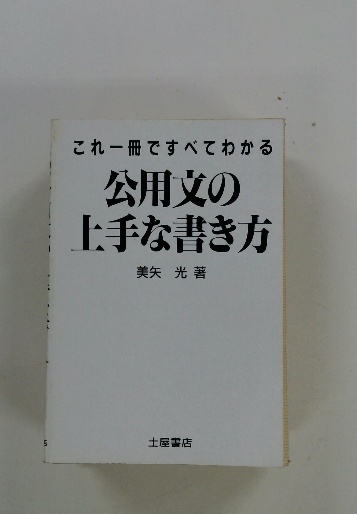 これ一冊ですべてわかる
公用文の
上手な書き方
美矢 光 著
土屋書店